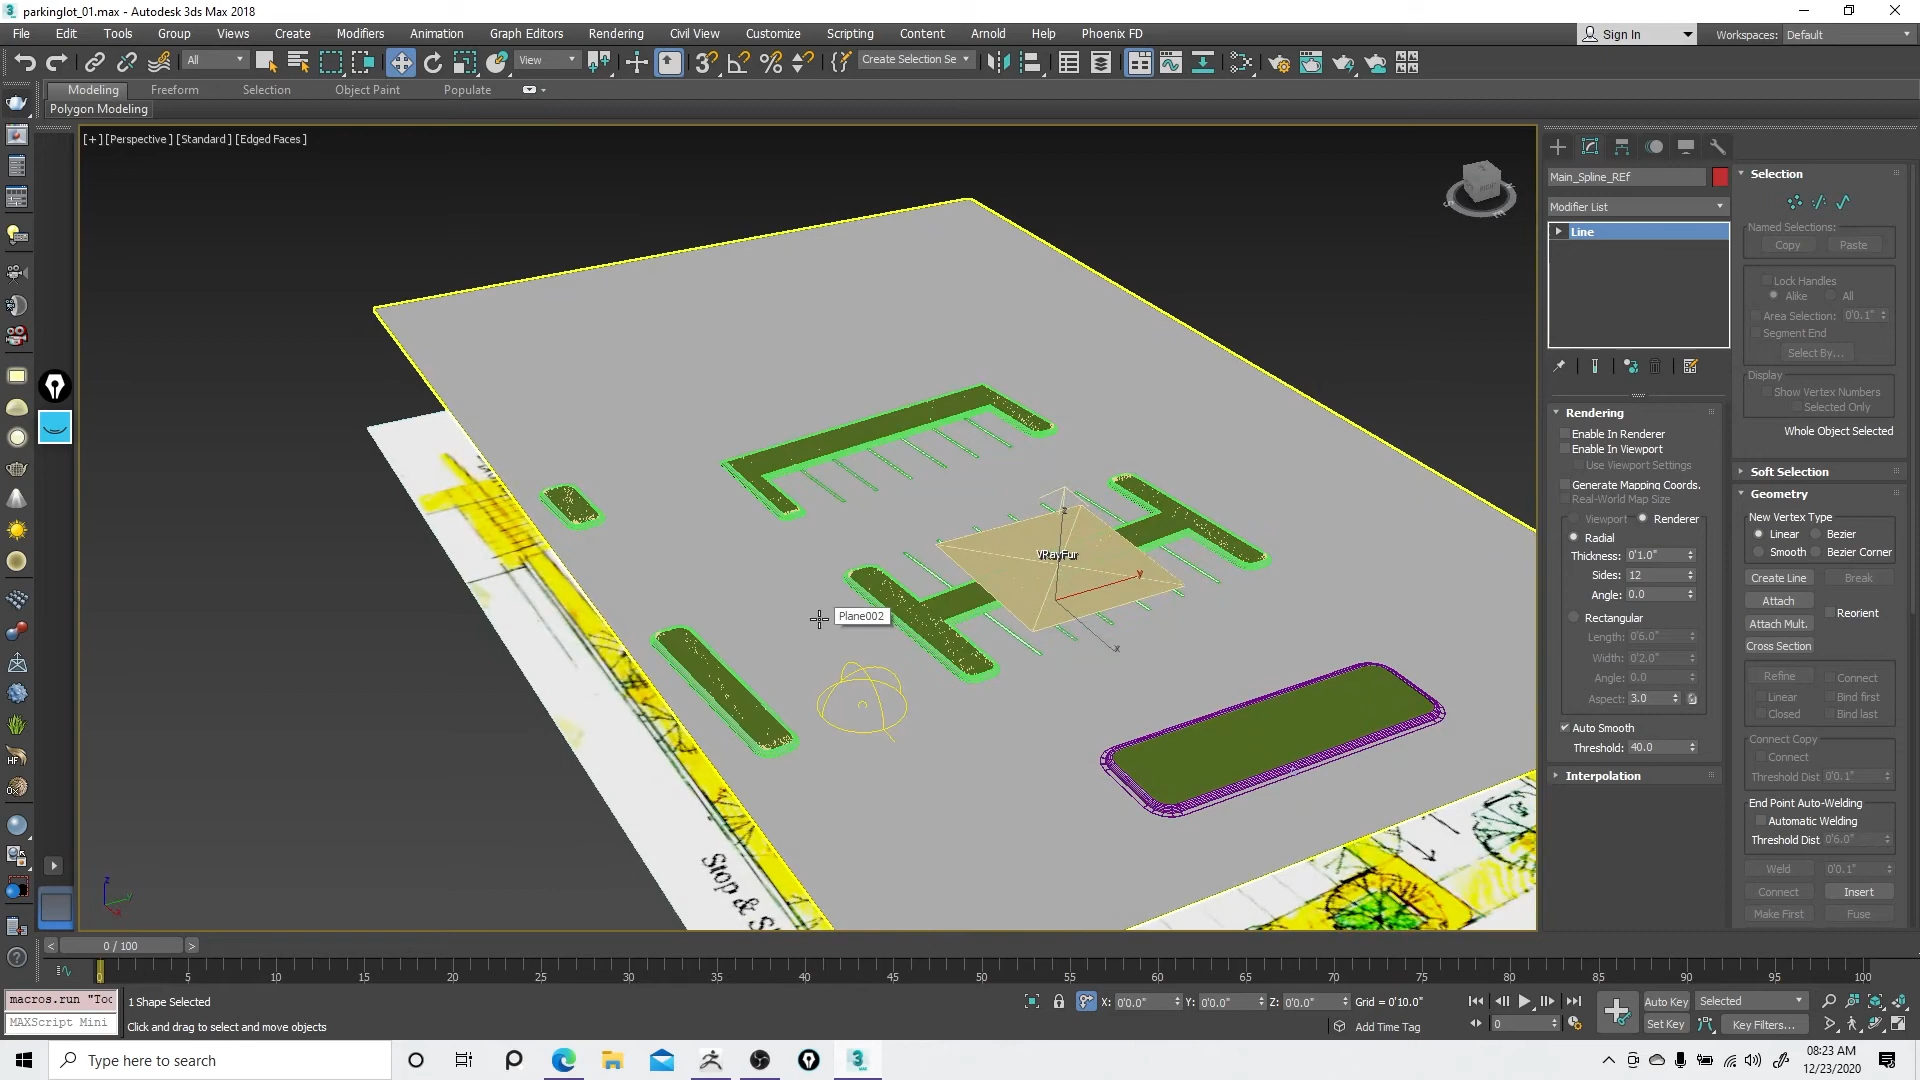 parkinglot_01.max - Autodesk 3ds Max 2018
File Edit Tools Group Views Create Modifiers Animation Graph Editors Rendering Civil View Customize Scripting Content Arnold Help Phoenix FD
Sign In Workspaces: Default
All View Create Selection Se
Modeling Freeform Selection Object Paint Populate
Polygon Modeling
[+] [Perspective] [Standard] [Edged Faces]
VRayFur
z
y
x
Plane002
Stop & S
Main_Spline_REf
Modifier List
Line
Rendering
Enable In Renderer
Enable In Viewport
Use Viewport Settings
Generate Mapping Coords.
Real-World Map Size
Viewport Renderer
Radial
Thickness: 0'1.0"
Sides: 12
Angle: 0.0
Rectangular
Length: 0'6.0"
Width: 0'2.0"
Angle: 0.0
Aspect: 3.0
Auto Smooth
Threshold: 40.0
Interpolation
Selection
Named Selections:
Copy Paste
Lock Handles
Alike All
Area Selection: 0'0.1"
Segment End
Select By...
Display
Show Vertex Numbers
Selected Only
Whole Object Selected
Soft Selection
Geometry
New Vertex Type
Linear Bezier
Smooth Bezier Corner
Create Line Break
Attach Reorient
Attach Mult.
Cross Section
Refine Connect
Linear Bind first
Closed Bind last
Connect Copy
Connect
Threshold Dist 0'0.1"
End Point Auto-Welding
Automatic Welding
Threshold Dist 0'6.0"
Weld 0'0.1"
Connect Insert
Make First Fuse
< 0 / 100 >
0 5 10 15 20 25 30 35 40 45 50 55 60 65 70 75 80 85 90 95 100
macros.run "Too 1 Shape Selected X: 0'0.0" Y: 0'0.0" Z: 0'0.0" Grid = 0'10.0" Auto Key Selected
MAXScript Mini Click and drag to select and move objects Add Time Tag 0 Set Key Key Filters...
Type here to search
08:23 AM
12/23/2020